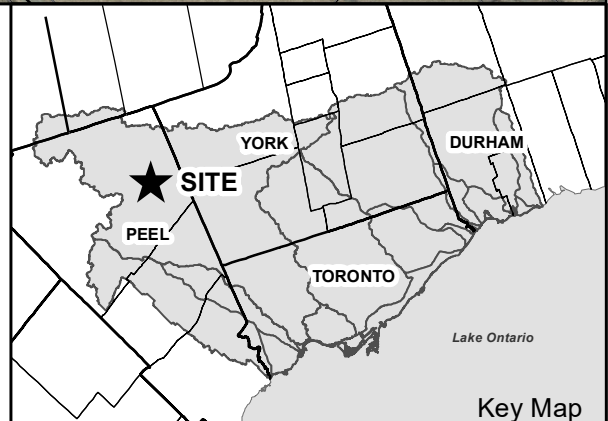 YORK
DURHAM
SITE
PEEL
TORONTO
Lake Ontario
Key Map